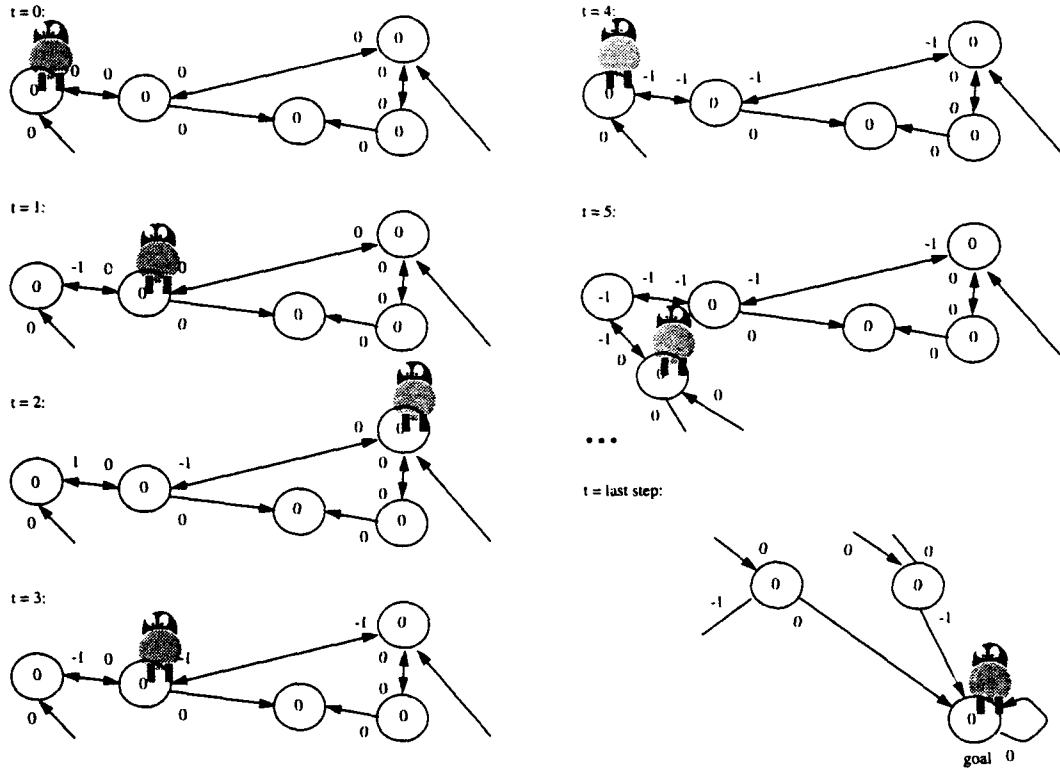 t = 0:
0 0
0 0 0 0
0 0 0
0 0 0 0
0
t = 1:
0 0
-1 0 0 0
0 0 0
0 0 0 0
0
t = 2:
0 0
1 0 -1 0
0 0 0
0 0 0 0
0
t = 3:
-1 0
-1 0 -1 0
0 0 0
0 0 0 0
0
t = 4:
-1 0
-1 -1 -1 0
0 0 0
0 0 0 0
0
t = 5:
-1 0
-1 -1 -1 0
-1 0 0
-1 0 0 0 0
0 0 0
0
• • •
t = last step:
0 0 0
0 0
-1 0 -1
0
goal 0